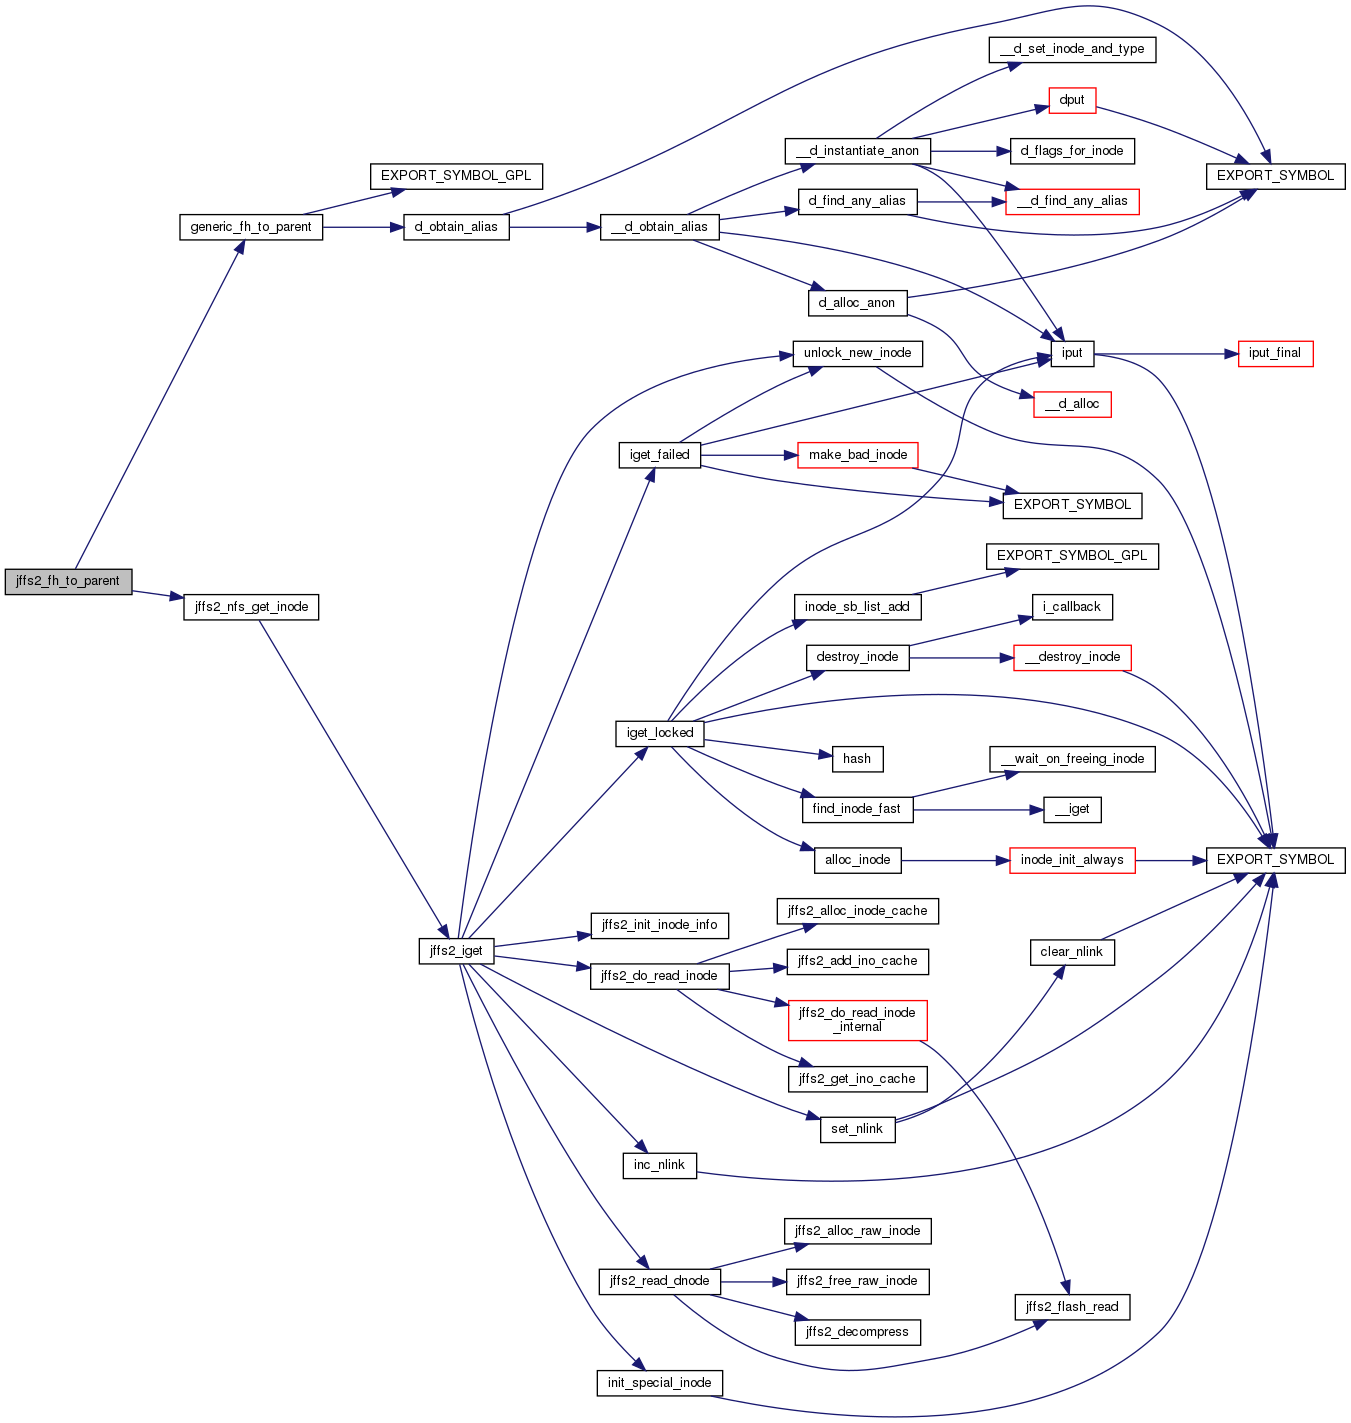 __d_set_inode_and_type
dput
__d_instantiate_anon
d_flags_for_inode
EXPORT_SYMBOL_GPL
EXPORT_SYMBOL
d_find_any_alias
__d_find_any_alias
generic_fh_to_parent
d_obtain_alias
__d_obtain_alias
d_alloc_anon
unlock_new_inode
iput
iput_final
__d_alloc
iget_failed
make_bad_inode
EXPORT_SYMBOL
EXPORT_SYMBOL_GPL
jffs2_fh_to_parent
jffs2_nfs_get_inode
inode_sb_list_add
i_callback
destroy_inode
__destroy_inode
iget_locked
hash
__wait_on_freeing_inode
find_inode_fast
__iget
alloc_inode
inode_init_always
EXPORT_SYMBOL
jffs2_alloc_inode_cache
jffs2_init_inode_info
jffs2_iget
clear_nlink
jffs2_add_ino_cache
jffs2_do_read_inode
jffs2_do_read_inode
_internal
jffs2_get_ino_cache
set_nlink
inc_nlink
jffs2_alloc_raw_inode
jffs2_read_dnode
jffs2_free_raw_inode
jffs2_flash_read
jffs2_decompress
init_special_inode